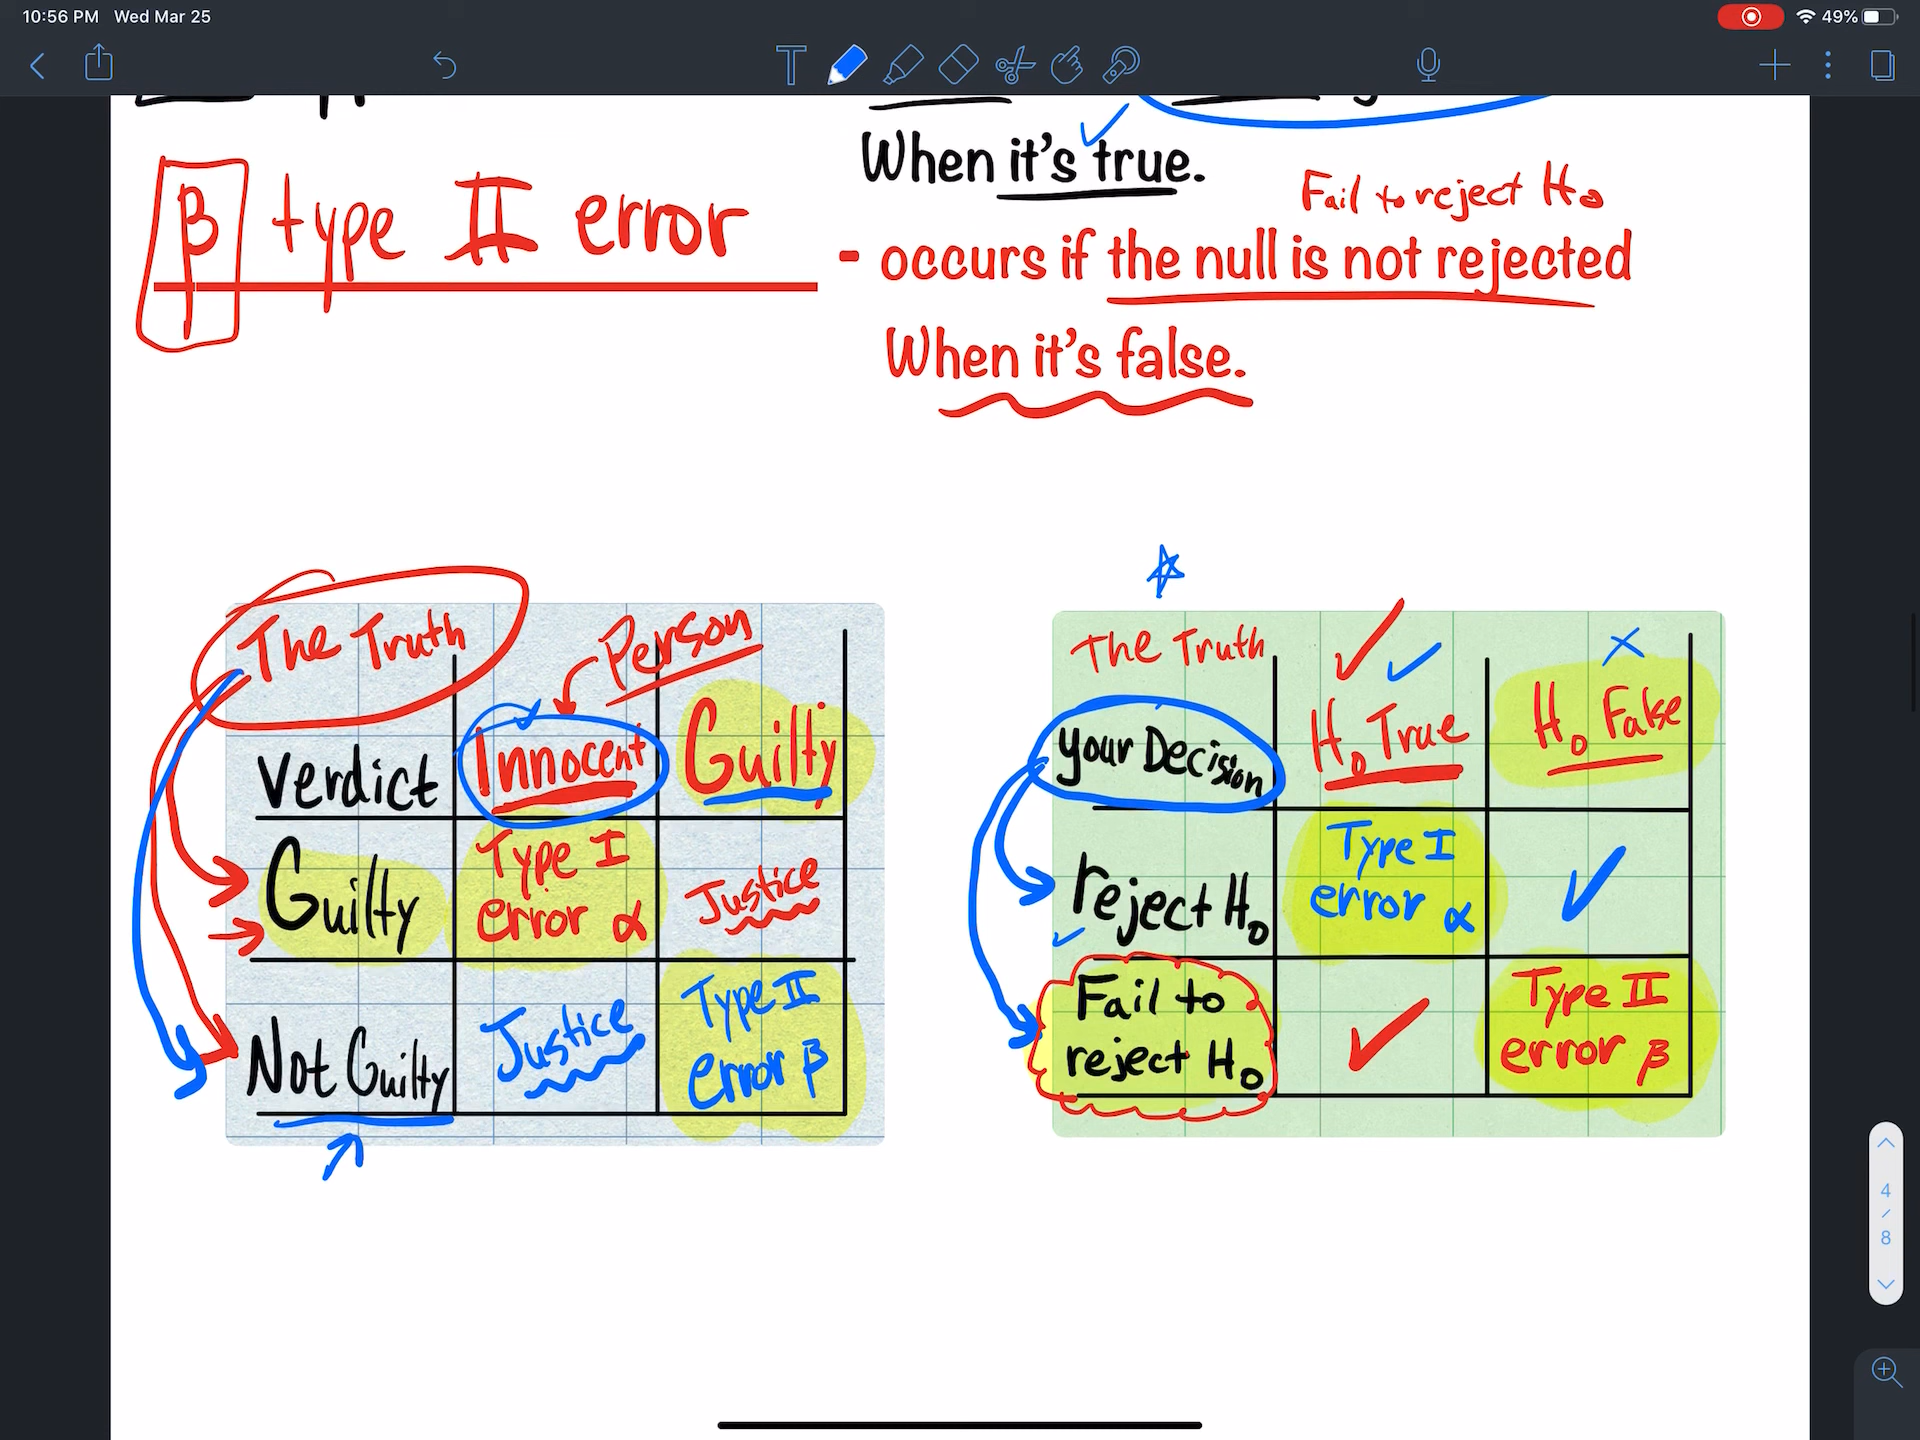 10:56 PM Wed Mar 25
49%
When it's true.
Fail to reject H₀
β type II error
- occurs if the null is not rejected
When it's false.
The Truth
Person
Verdict
Innocent
Guilty
Guilty
Type I
error α
Justice
Not Guilty
Justice
Type II
error β
The Truth
your Decision
H₀ True
H₀ False
reject H₀
Type I
error α
Fail to
reject H₀
Type II
error β
4
/
8